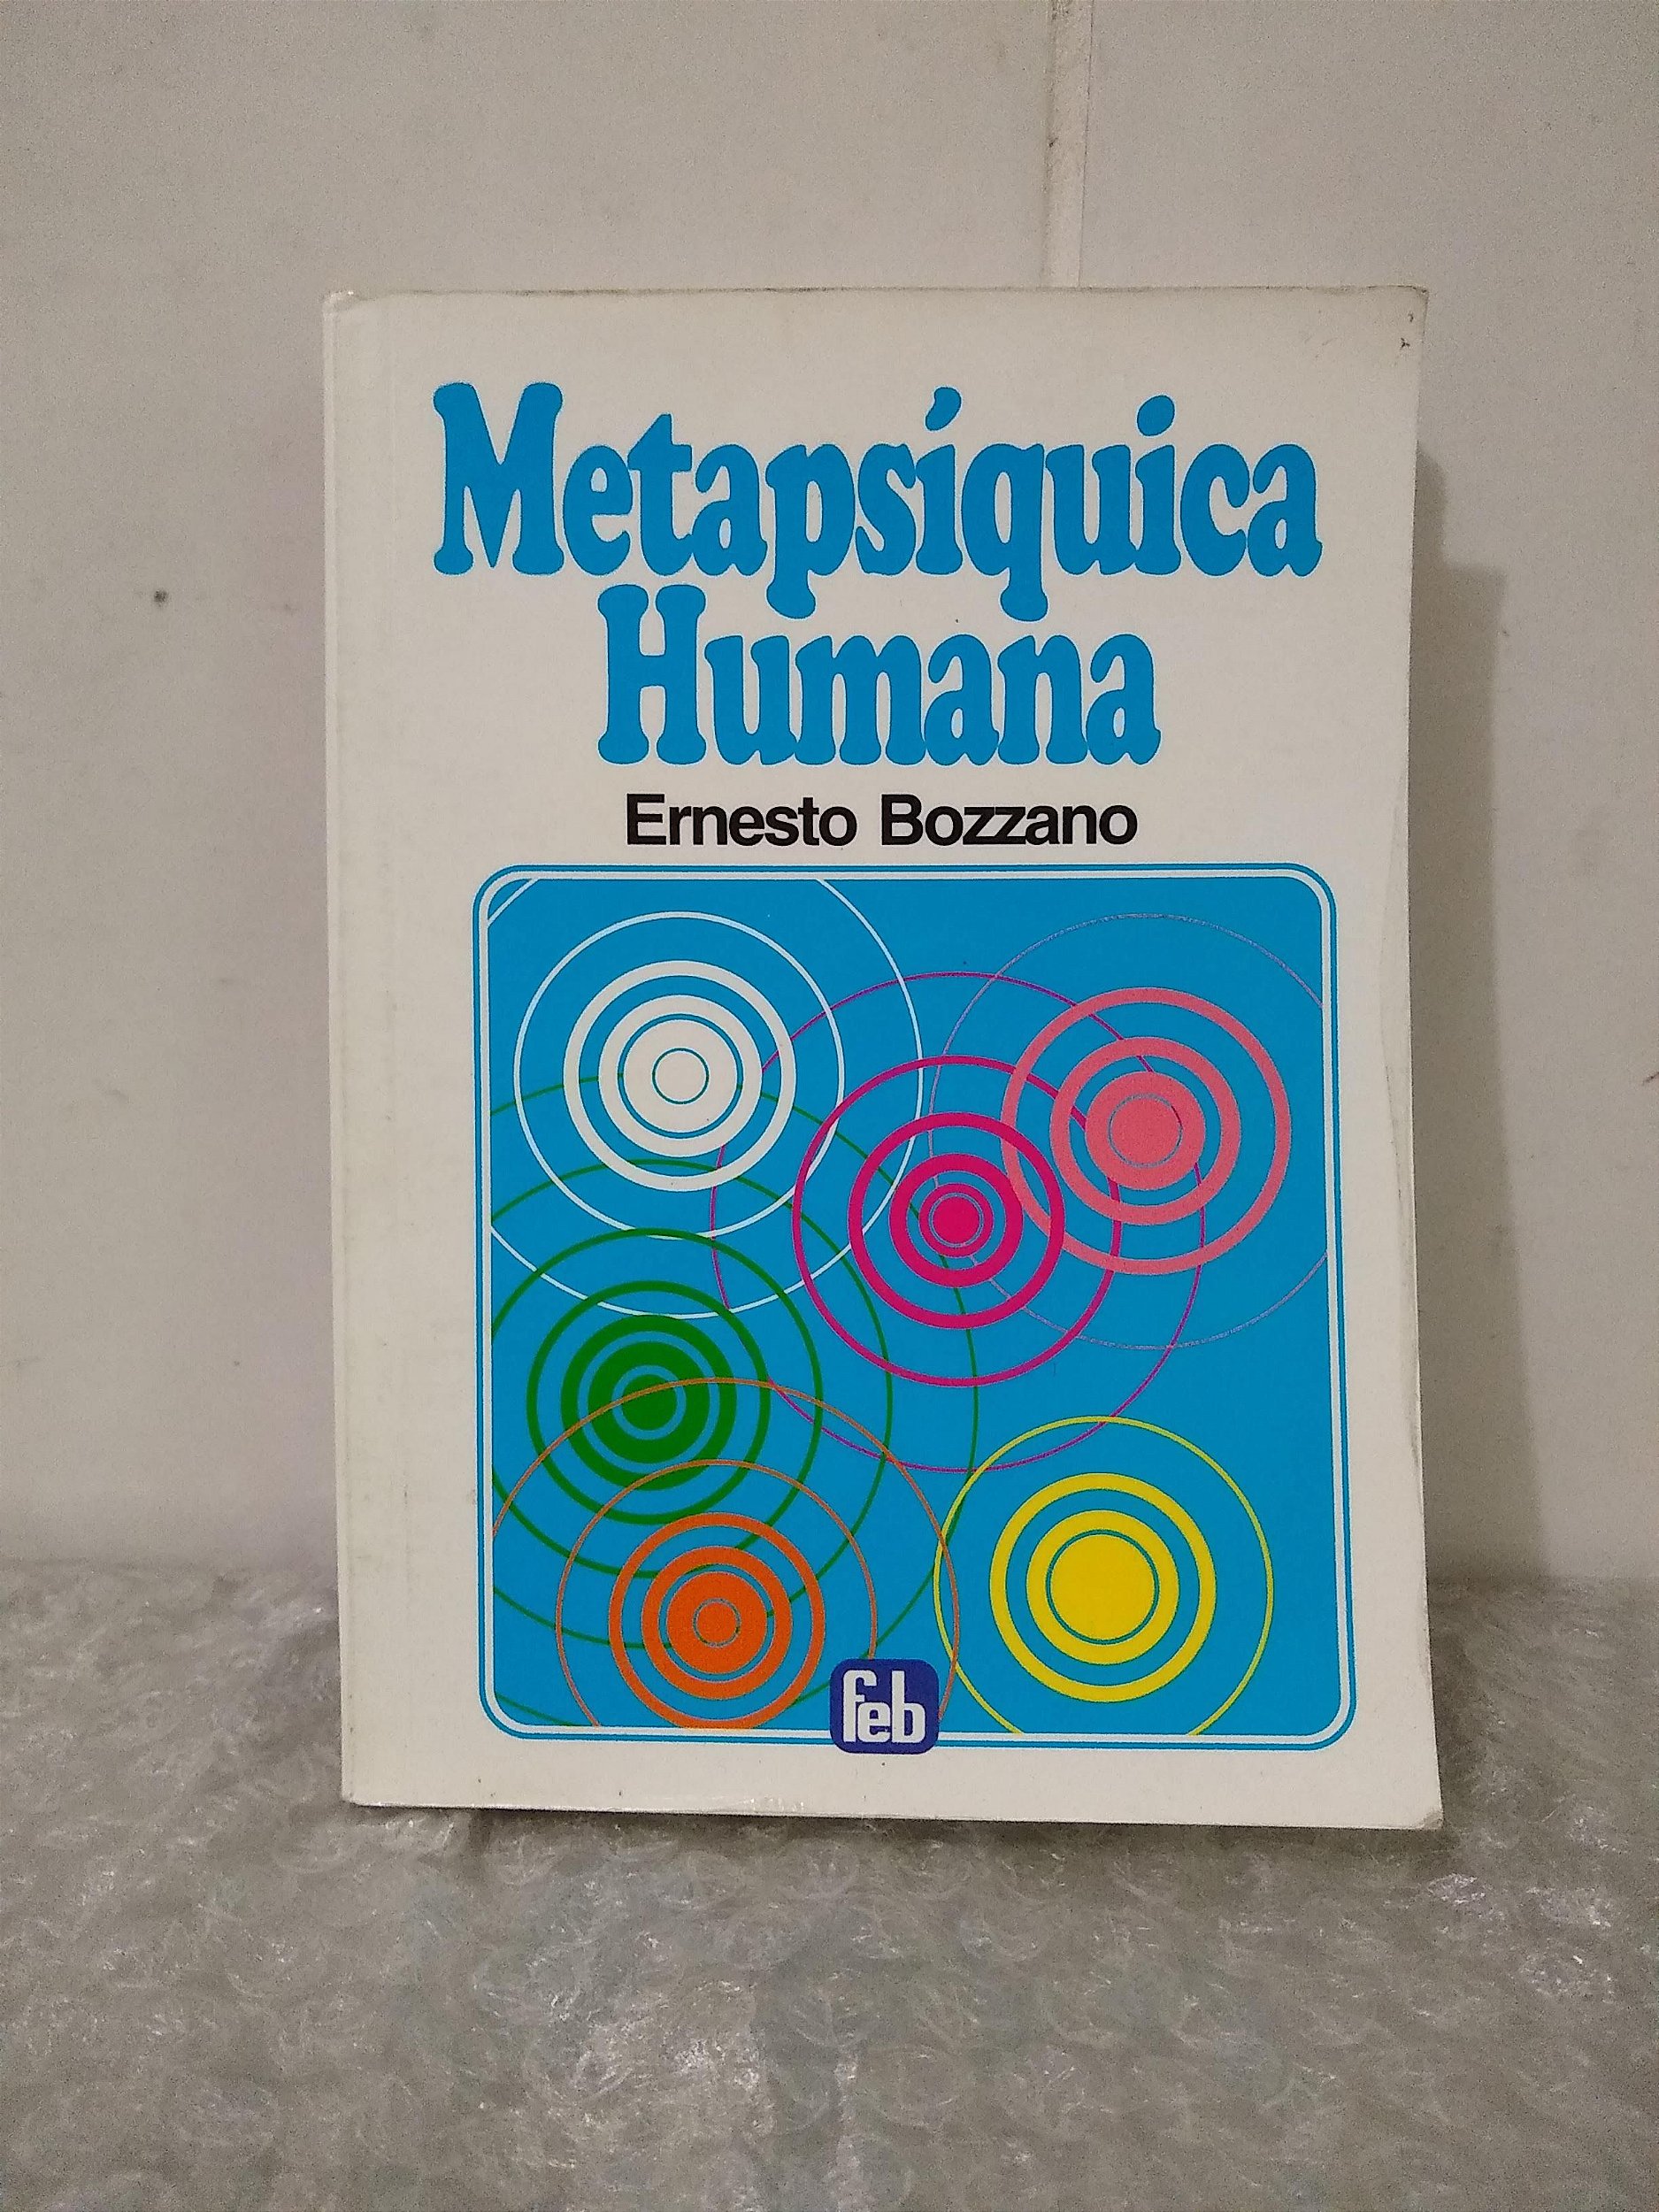 Metapsíquica
Humana
Ernesto Bozzano
feb